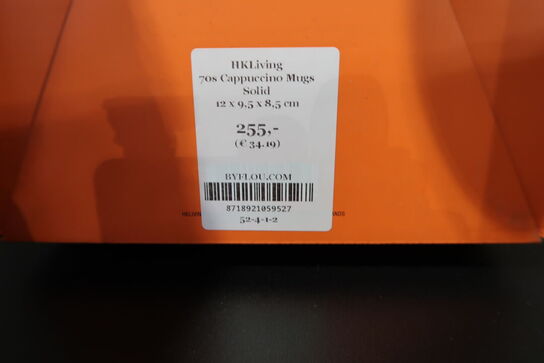 HKLiving
70s Cappuccino Mugs
Solid
12 x 9,5 x 8,5 cm
255,-
(€ 34.19)
BYFLOU.COM
8718921059527
52-4-1-2